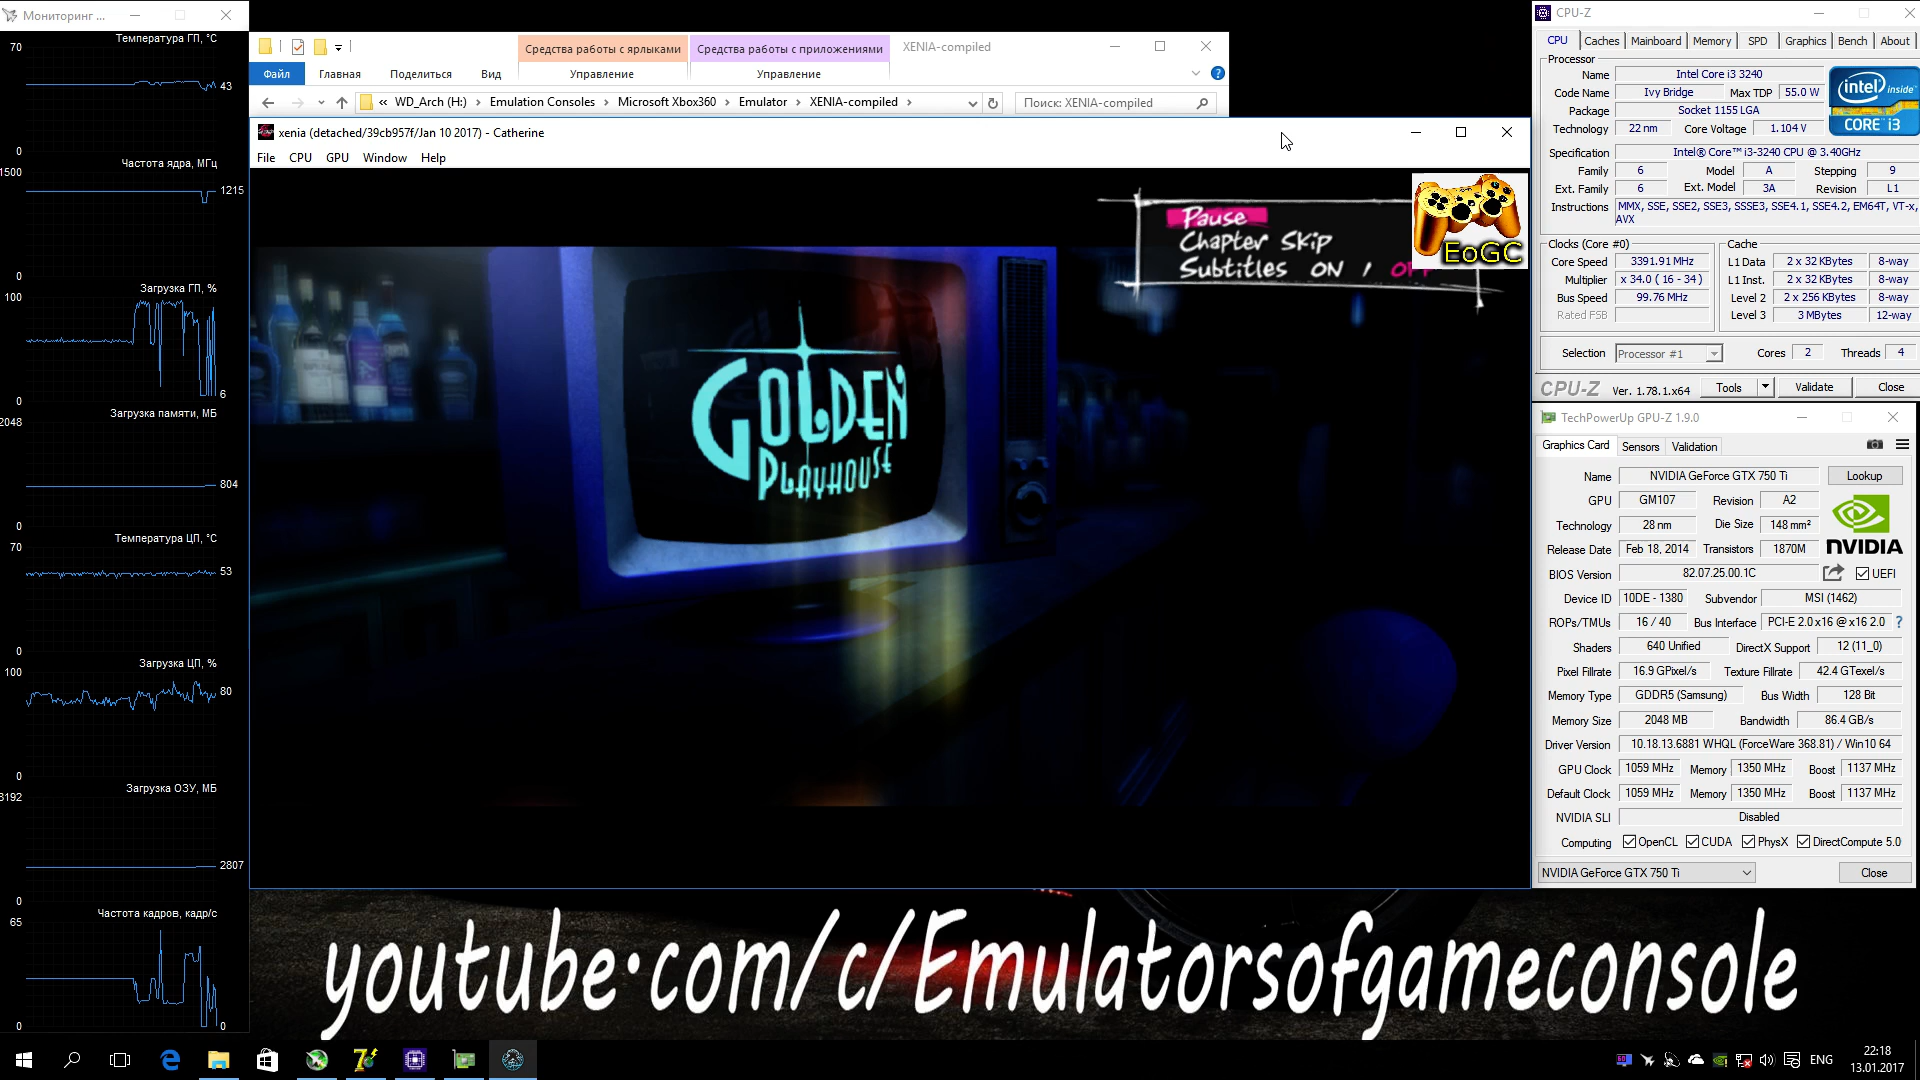 Мониторинг ...
Температура ГП, °C
70
43
0
Частота ядра, МГц
1500
1215
0
Загрузка ГП, %
100
6
0
Загрузка памяти, МБ
2048
804
0
Температура ЦП, °C
70
53
0
Загрузка ЦП, %
100
80
0
Загрузка ОЗУ, МБ
8192
2807
0
Частота кадров, кадр/с
65
0
0
Средства работы с ярлыками
Средства работы с приложениями
XENIA-compiled
Файл Главная Поделиться Вид Управление Управление
« WD_Arch (H:) › Emulation Consoles › Microsoft Xbox360 › Emulator › XENIA-compiled ›
Поиск: XENIA-compiled
xenia (detached/39cb957f/Jan 10 2017) - Catherine
File CPU GPU Window Help
Pause
Chapter Skip
Subtitles ON / OFF
EoGC
GOLDEN
PLAYHOUSE
CPU-Z
CPU Caches Mainboard Memory SPD Graphics Bench About
Processor
Name Intel Core i3 3240
Code Name Ivy Bridge Max TDP 55.0 W
Package Socket 1155 LGA
Technology 22 nm Core Voltage 1.104 V
intel inside™
CORE i3
Specification Intel® Core™ i3-3240 CPU @ 3.40GHz
Family 6 Model A Stepping 9
Ext. Family 6 Ext. Model 3A Revision L1
Instructions MMX, SSE, SSE2, SSE3, SSSE3, SSE4.1, SSE4.2, EM64T, VT-x,
AVX
Clocks (Core #0)
Core Speed 3391.91 MHz
Multiplier x 34.0 ( 16 - 34 )
Bus Speed 99.76 MHz
Rated FSB
Cache
L1 Data 2 x 32 KBytes 8-way
L1 Inst. 2 x 32 KBytes 8-way
Level 2 2 x 256 KBytes 8-way
Level 3 3 MBytes 12-way
Selection Processor #1 Cores 2 Threads 4
CPU-Z Ver. 1.78.1.x64 Tools Validate Close
TechPowerUp GPU-Z 1.9.0
Graphics Card Sensors Validation
Name NVIDIA GeForce GTX 750 Ti Lookup
GPU GM107 Revision A2
Technology 28 nm Die Size 148 mm²
Release Date Feb 18, 2014 Transistors 1870M
NVIDIA
BIOS Version 82.07.25.00.1C UEFI
Device ID 10DE - 1380 Subvendor MSI (1462)
ROPs/TMUs 16 / 40 Bus Interface PCI-E 2.0 x16 @ x16 2.0 ?
Shaders 640 Unified DirectX Support 12 (11_0)
Pixel Fillrate 16.9 GPixel/s Texture Fillrate 42.4 GTexel/s
Memory Type GDDR5 (Samsung) Bus Width 128 Bit
Memory Size 2048 MB Bandwidth 86.4 GB/s
Driver Version 10.18.13.6881 WHQL (ForceWare 368.81) / Win10 64
GPU Clock 1059 MHz Memory 1350 MHz Boost 1137 MHz
Default Clock 1059 MHz Memory 1350 MHz Boost 1137 MHz
NVIDIA SLI Disabled
Computing OpenCL CUDA PhysX DirectCompute 5.0
NVIDIA GeForce GTX 750 Ti Close
youtube.com/c/Emulatorsofgameconsole
ENG
22:18
13.01.2017